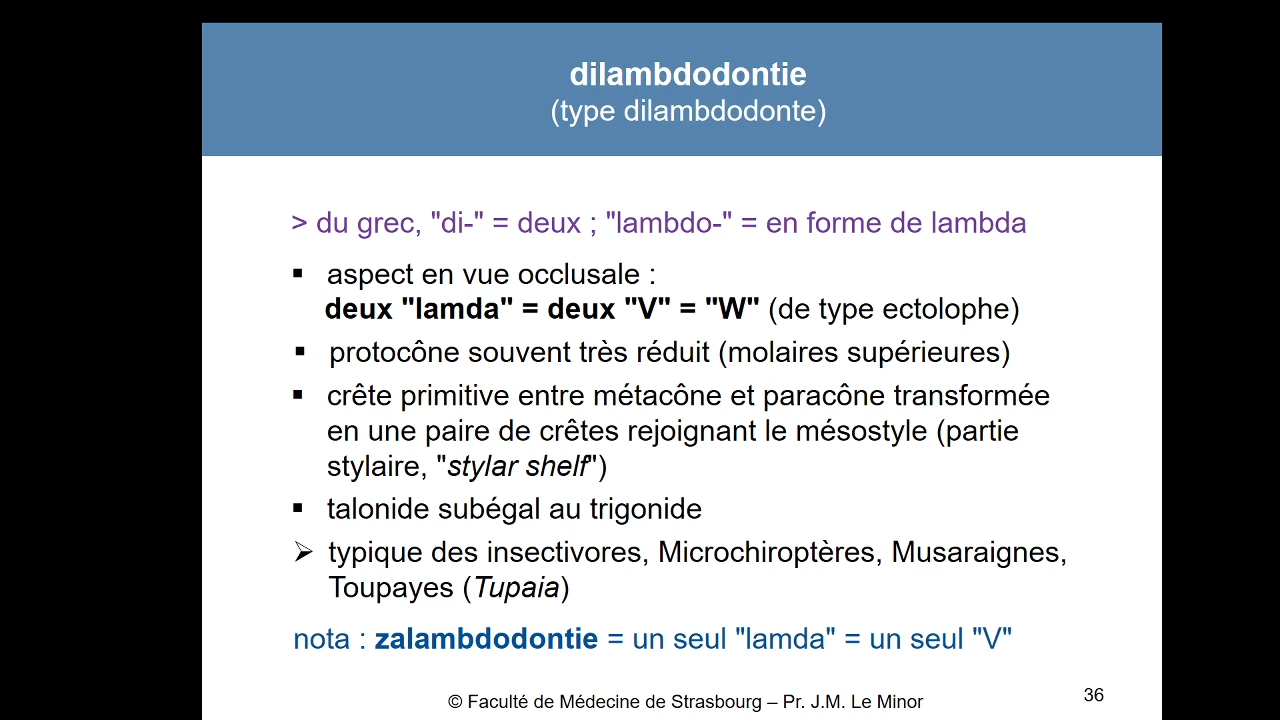 dilambdodontie
(type dilambdodonte)
> du grec, "di-" = deux ; "lambdo-" = en forme de lambda
▪ aspect en vue occlusale :
deux "lamda" = deux "V" = "W" (de type ectolophe)
▪ protocône souvent très réduit (molaires supérieures)
▪ crête primitive entre métacône et paracône transformée
en une paire de crêtes rejoignant le mésostyle (partie
stylaire, "stylar shelf")
▪ talonide subégal au trigonide
➢ typique des insectivores, Microchiroptères, Musaraignes,
Toupayes (Tupaia)
nota : zalambdodontie = un seul "lamda" = un seul "V"
© Faculté de Médecine de Strasbourg – Pr. J.M. Le Minor
36